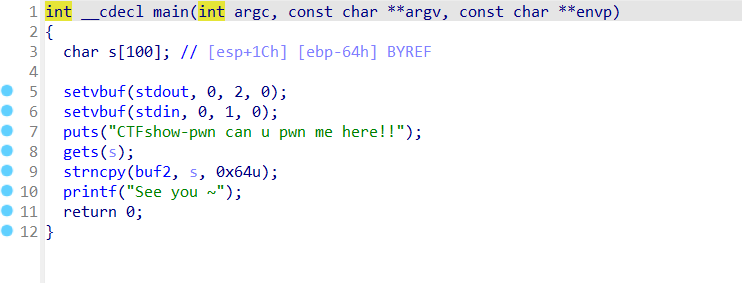 1 int __cdecl main(int argc, const char **argv, const char **envp)
2 {
3   char s[100]; // [esp+1Ch] [ebp-64h] BYREF
4
5   setvbuf(stdout, 0, 2, 0);
6   setvbuf(stdin, 0, 1, 0);
7   puts("CTFshow-pwn can u pwn me here!!");
8   gets(s);
9   strncpy(buf2, s, 0x64u);
10   printf("See you ~");
11   return 0;
12 }